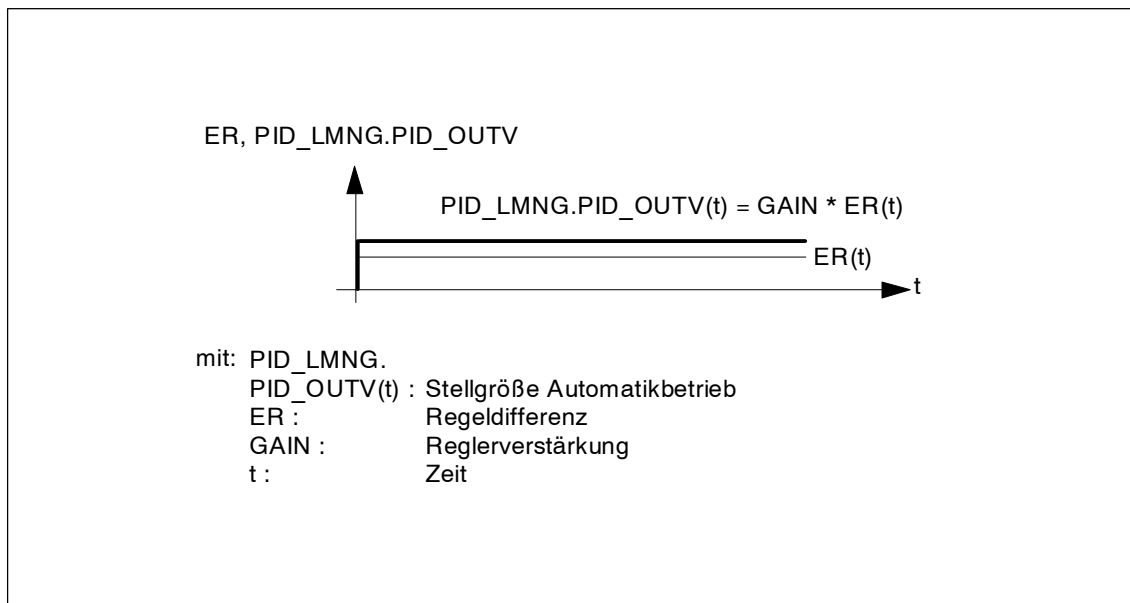 ER, PID_LMNG.PID_OUTV
PID_LMNG.PID_OUTV(t) = GAIN * ER(t)
ER(t)
t
mit: PID_LMNG.
PID_OUTV(t) : Stellgröße Automatikbetrieb
ER : Regeldifferenz
GAIN : Reglerverstärkung
t : Zeit